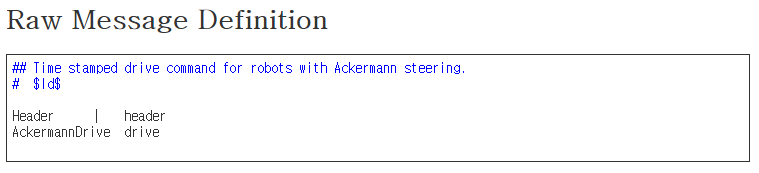 Raw Message Definition
## Time stamped drive command for robots with Ackermann steering.
#  $Id$
Header     |   header
AckermannDrive  drive